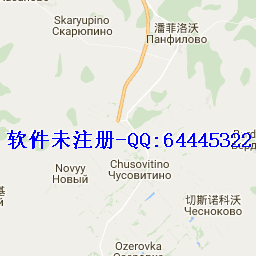 Skaryupino
Скарюпино
潘菲洛沃
Панфилово
软件未注册-QQ:64445322
Novyy
Новый
Chusovitino
Чусовитино
切斯诺科沃
Чесноково
Ozerovka